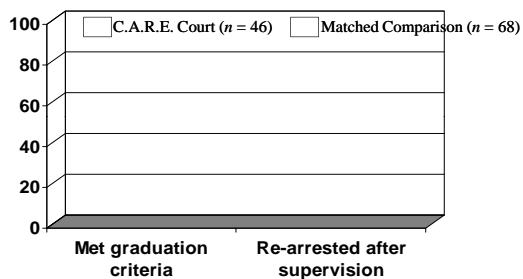 100
80
60
40
20
0
C.A.R.E. Court (n = 46) Matched Comparison (n = 68)
Met graduation criteria
Re-arrested after supervision